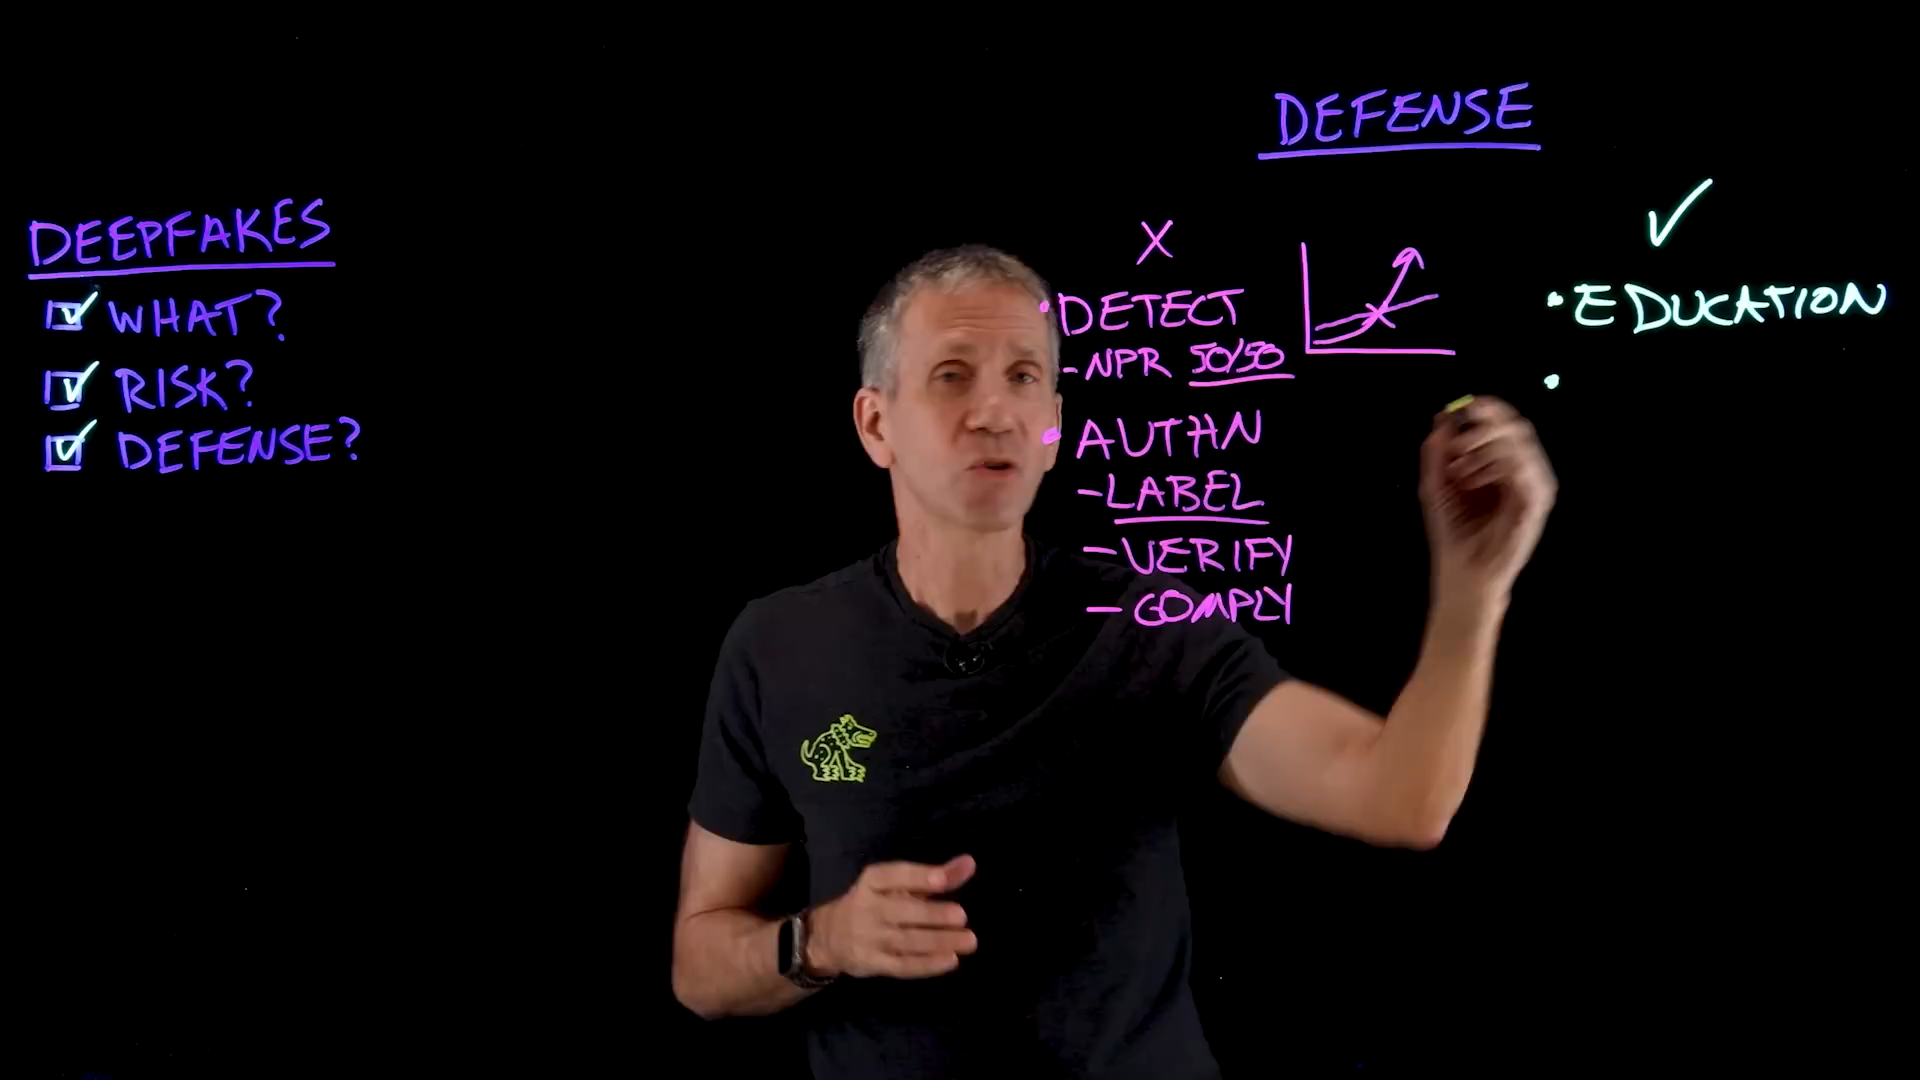 DEEPFAKES
WHAT?
RISK?
DEFENSE?
DEFENSE
X
• DETECT
- NPR 50/50
• AUTHN
- LABEL
- VERIFY
- COMPLY
✓
• EDUCATION
•